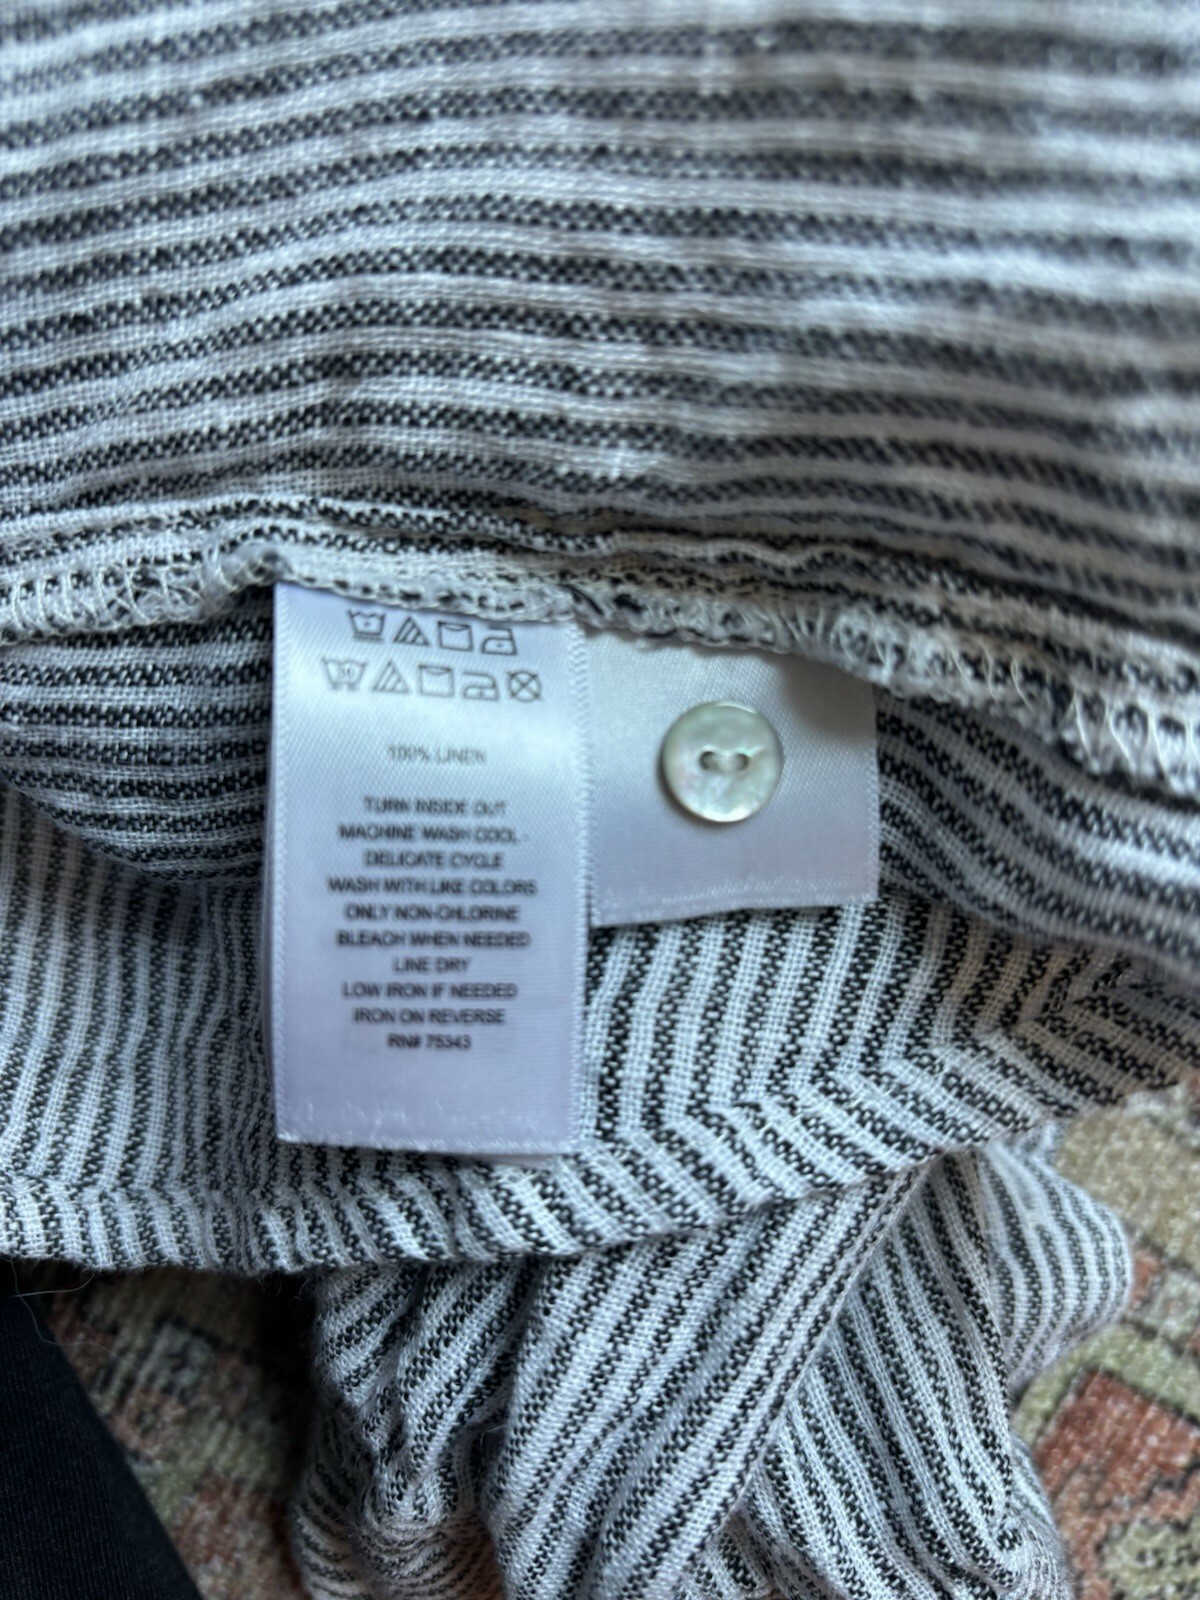 30
100% LINEN
TURN INSIDE OUT
MACHINE WASH COOL -
DELICATE CYCLE
WASH WITH LIKE COLORS
ONLY NON-CHLORINE
BLEACH WHEN NEEDED
LINE DRY
LOW IRON IF NEEDED
IRON ON REVERSE
RN# 75343